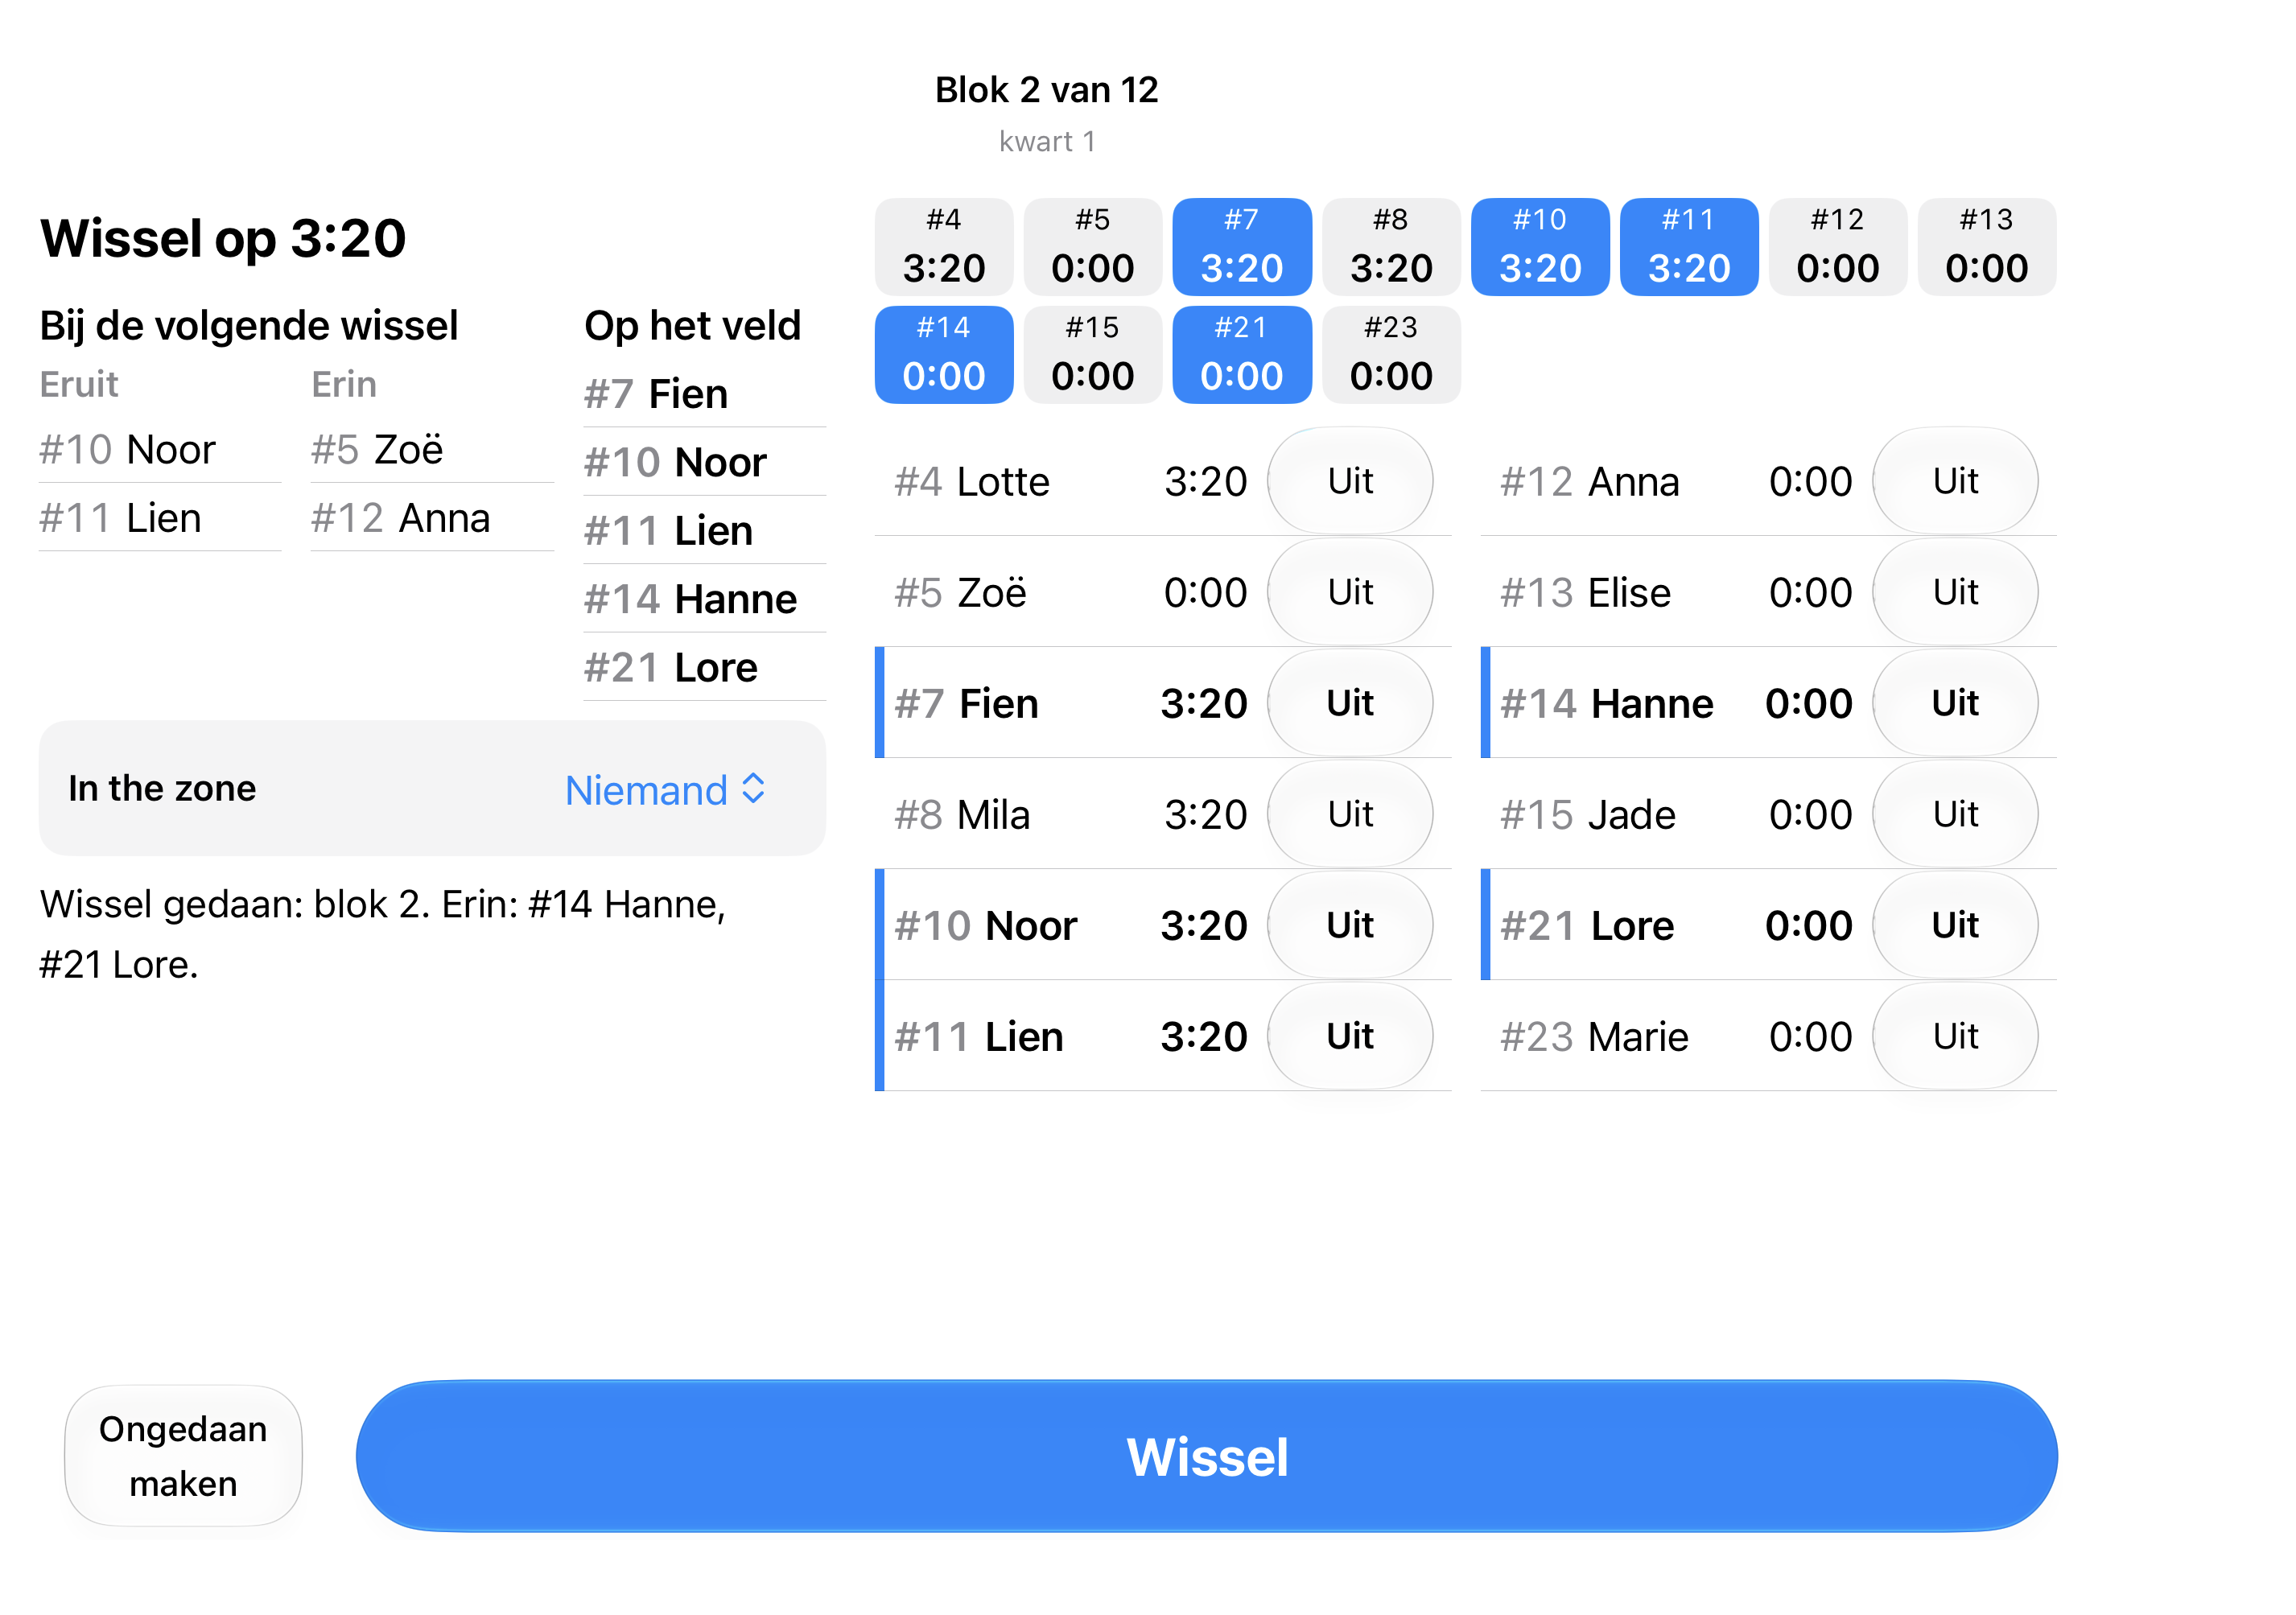 Blok 2 van 12
kwart 1
Wissel op 3:20
Bij de volgende wissel
Eruit
Erin
#10 Noor
#5 Zoë
#11 Lien
#12 Anna
Op het veld
#7 Fien
#10 Noor
#11 Lien
#14 Hanne
#21 Lore
In the zone
Niemand
Wissel gedaan: blok 2. Erin: #14 Hanne,
#21 Lore.
#4
3:20
#5
0:00
#7
3:20
#8
3:20
#10
3:20
#11
3:20
#12
0:00
#13
0:00
#14
0:00
#15
0:00
#21
0:00
#23
0:00
#4 Lotte 3:20 Uit
#5 Zoë 0:00 Uit
#7 Fien 3:20 Uit
#8 Mila 3:20 Uit
#10 Noor 3:20 Uit
#11 Lien 3:20 Uit
#12 Anna 0:00 Uit
#13 Elise 0:00 Uit
#14 Hanne 0:00 Uit
#15 Jade 0:00 Uit
#21 Lore 0:00 Uit
#23 Marie 0:00 Uit
Ongedaan
maken
Wissel